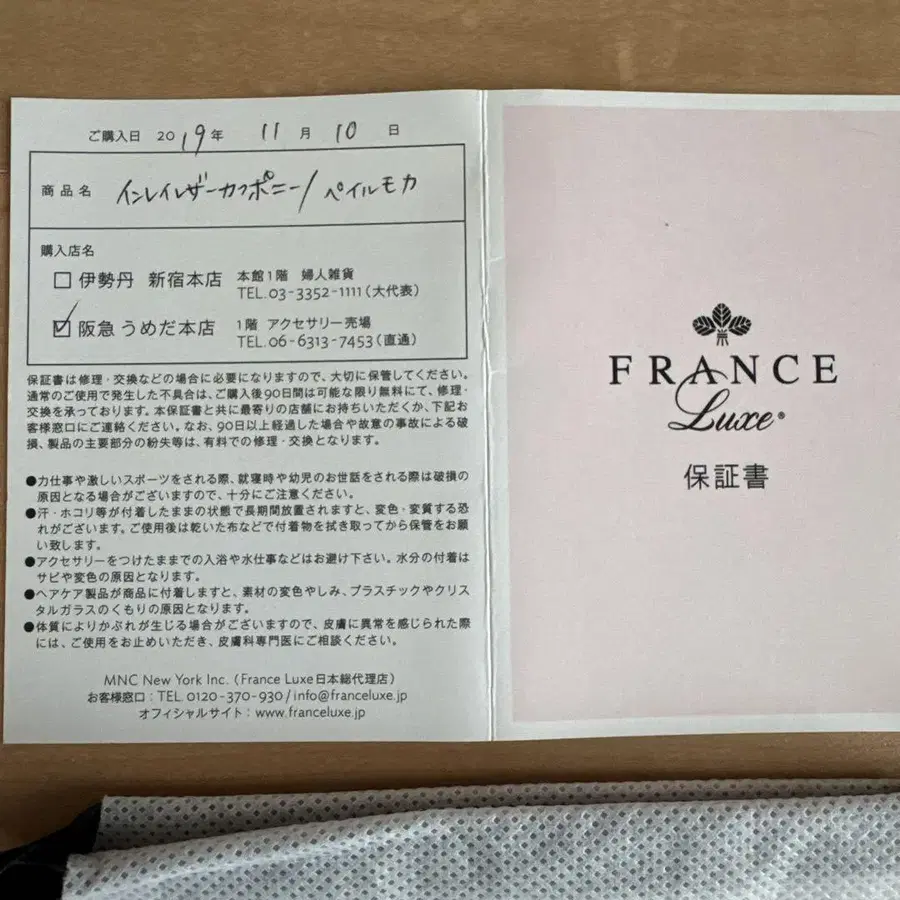 ご購入日 2019年 11月 10日
商品名 インレイレザーカフポニー/ペイルモカ
購入店名
□ 伊勢丹 新宿本店 本館1階 婦人雑貨
TEL.03-3352-1111(大代表)
☑ 阪急 うめだ本店 1階 アクセサリー売場
TEL.06-6313-7453(直通)
保証書は修理・交換などの場合に必要になりますので、大切に保管してください。
通常のご使用で発生した不具合は、ご購入後90日間は可能な限り無料にて、修理・
交換を承っております。本保証書と共に最寄りの店舗にお持ちいただくか、下記お
客様窓口にご連絡ください。なお、90日以上経過した場合や故意の事故による破
損、製品の主要部分の紛失等は、有料での修理・交換となります。
●力仕事や激しいスポーツをされる際、就寝時や幼児のお世話をされる際は破損の
原因となる場合がございますので、十分にご注意ください。
●汗・ホコリ等が付着したままの状態で長期間放置されますと、変色・変質する恐
れがございます。ご使用後は乾いた布などで付着物を拭き取ってから保管をお願
い致します。
●アクセサリーをつけたままでの入浴や水仕事などはお避け下さい。水分の付着は
サビや変色の原因となります。
●ヘアケア製品が商品に付着しますと、素材の変色やしみ、プラスチックやクリス
タルガラスのくもりの原因となります。
●体質によりかぶれが生じる場合がございますので、皮膚に異常を感じられた際
には、ご使用をお止めいただき、皮膚科専門医にご相談ください。
MNC New York Inc.(France Luxe日本総代理店)
お客様窓口:TEL 0120-370-930/info@franceluxe.jp
オフィシャルサイト:www.franceluxe.jp
FRANCE
Luxe®
保証書